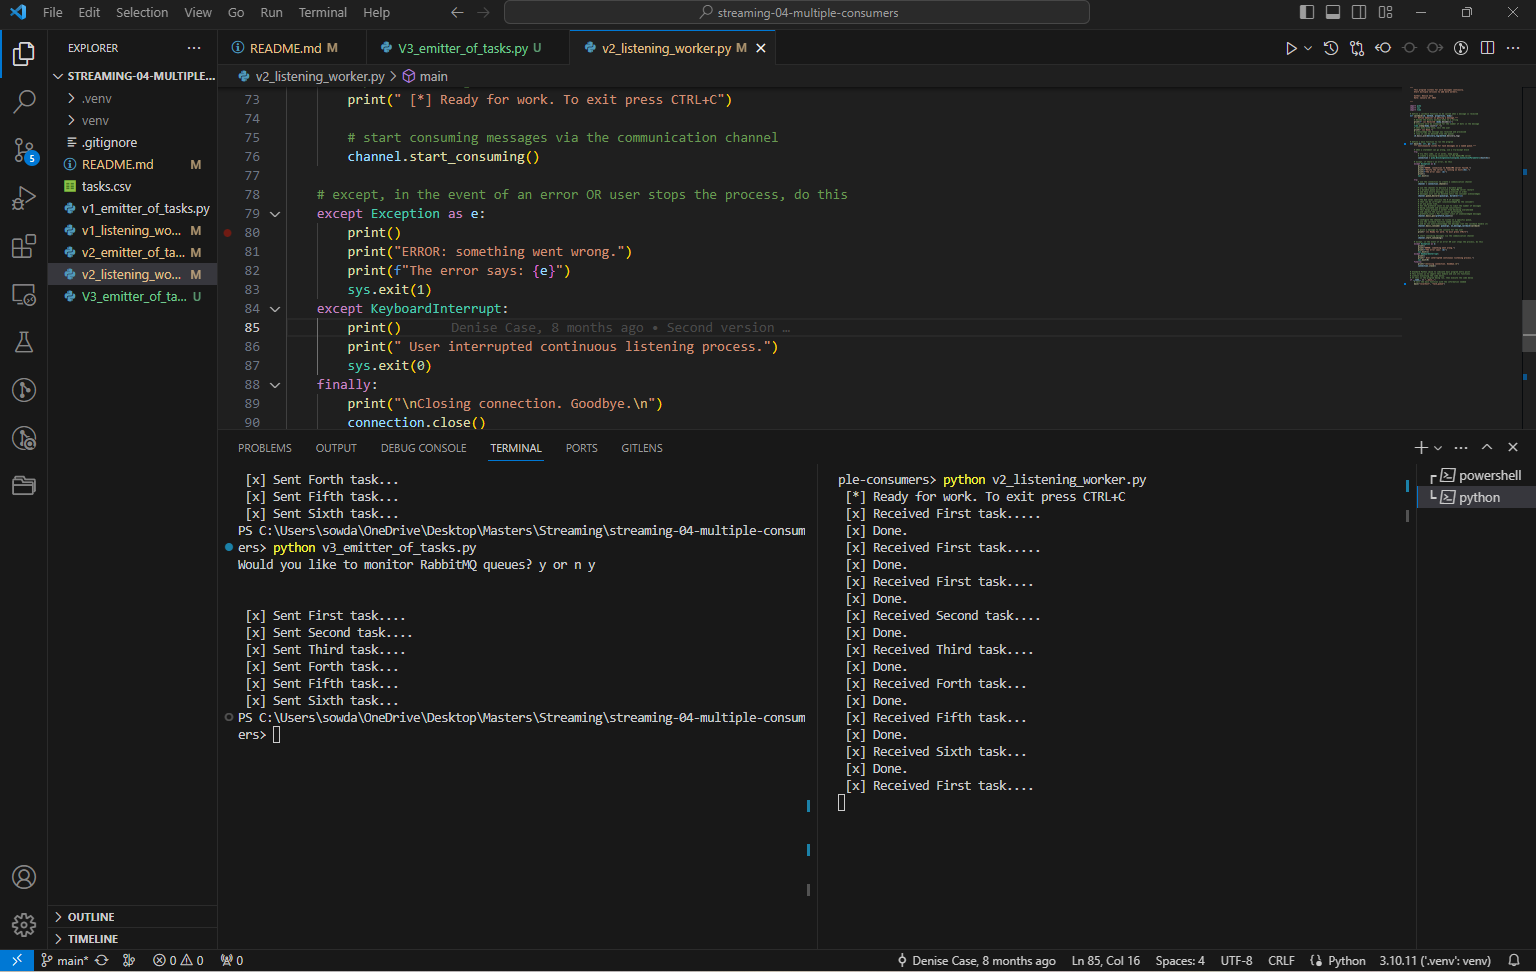 File Edit Selection View Go Run Terminal Help
streaming-04-multiple-consumers
EXPLORER
STREAMING-04-MULTIPLE...
.venv
venv
.gitignore
README.md M
tasks.csv
v1_emitter_of_tasks.py
v1_listening_wo... M
v2_emitter_of_ta... M
v2_listening_wo... M
V3_emitter_of_ta... U
OUTLINE
TIMELINE
5
README.md M
V3_emitter_of_tasks.py U
v2_listening_worker.py M
v2_listening_worker.py > main
73 print(" [*] Ready for work. To exit press CTRL+C")
74
75 # start consuming messages via the communication channel
76 channel.start_consuming()
77
78 # except, in the event of an error OR user stops the process, do this
79 except Exception as e:
80 print()
81 print("ERROR: something went wrong.")
82 print(f"The error says: {e}")
83 sys.exit(1)
84 except KeyboardInterrupt:
85 print() Denise Case, 8 months ago • Second version …
86 print(" User interrupted continuous listening process.")
87 sys.exit(0)
88 finally:
89 print("\nClosing connection. Goodbye.\n")
90 connection.close()
PROBLEMS OUTPUT DEBUG CONSOLE TERMINAL PORTS GITLENS
[x] Sent Forth task...
[x] Sent Fifth task...
[x] Sent Sixth task...
PS C:\Users\sowda\OneDrive\Desktop\Masters\Streaming\streaming-04-multiple-consum
ers> python v3_emitter_of_tasks.py
Would you like to monitor RabbitMQ queues? y or n y
[x] Sent First task....
[x] Sent Second task....
[x] Sent Third task....
[x] Sent Forth task...
[x] Sent Fifth task...
[x] Sent Sixth task...
PS C:\Users\sowda\OneDrive\Desktop\Masters\Streaming\streaming-04-multiple-consum
ers>
ple-consumers> python v2_listening_worker.py
[*] Ready for work. To exit press CTRL+C
[x] Received First task.....
[x] Done.
[x] Received First task.....
[x] Done.
[x] Received First task....
[x] Done.
[x] Received Second task....
[x] Done.
[x] Received Third task....
[x] Done.
[x] Received Forth task...
[x] Done.
[x] Received Fifth task...
[x] Done.
[x] Received Sixth task...
[x] Done.
[x] Received First task....
powershell
python
main* 0 0 0 Denise Case, 8 months ago Ln 85, Col 16 Spaces: 4 UTF-8 CRLF Python 3.10.11 ('.venv': venv)